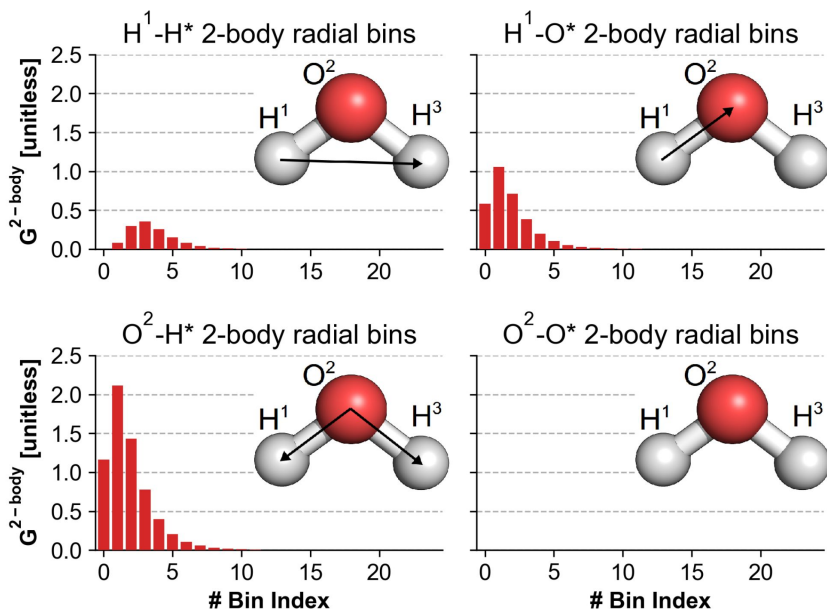 H¹-H* 2-body radial bins
G²⁻ᵇᵒᵈʸ [unitless]
2.5
2.0
1.5
1.0
0.5
0.0
O²
H¹
H³
0 5 10 15 20
H¹-O* 2-body radial bins
O²
H¹
H³
0 5 10 15 20
O²-H* 2-body radial bins
G²⁻ᵇᵒᵈʸ [unitless]
2.5
2.0
1.5
1.0
0.5
0.0
O²
H¹
H³
0 5 10 15 20
# Bin Index
O²-O* 2-body radial bins
O²
H¹
H³
0 5 10 15 20
# Bin Index